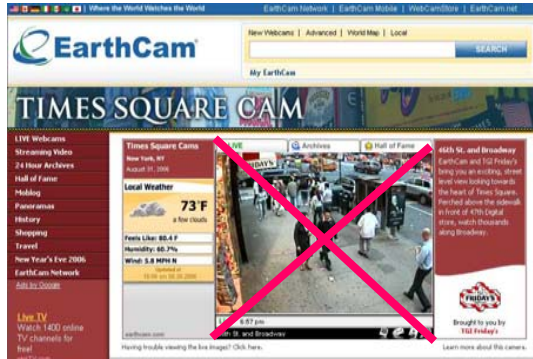 Where the World Watches the World
EarthCam Network | EarthCam Mobile | WebCamStore | EarthCam.net
EarthCam
New Webcams | Advanced | World Map | Local
SEARCH
My EarthCam
TIMES SQUARE CAM
LIVE Webcams
Streaming Video
24 Hour Archives
Hall of Fame
Moblog
Panoramas
History
Shopping
Travel
New Year's Eve 2006
EarthCam Network
Ads by Google
Live TV
Watch 1400 online
TV channels for
free!
Times Square Cams
New York, NY
August 31, 2006
Local Weather
73°F
a few clouds
Feels Like: 80.4 F
Humidity: 60.7%
Wind: 5.8 MPH N
Updated at
earthcam.com
LIVE
Archives
Hall of Fame
FRIDAYS
6:57 pm
46th St. and Broadway
Having trouble viewing the live images? Click here.
46th St. and Broadway
EarthCam and TGI Friday's
bring you an exciting, street
level view looking towards
the heart of Times Square.
Perched above the sidewalk
in front of 47th Digital
store, watch thousands
along Broadway.
FRIDAYS
Brought to you by
TGI Friday's
Learn more about this camera.